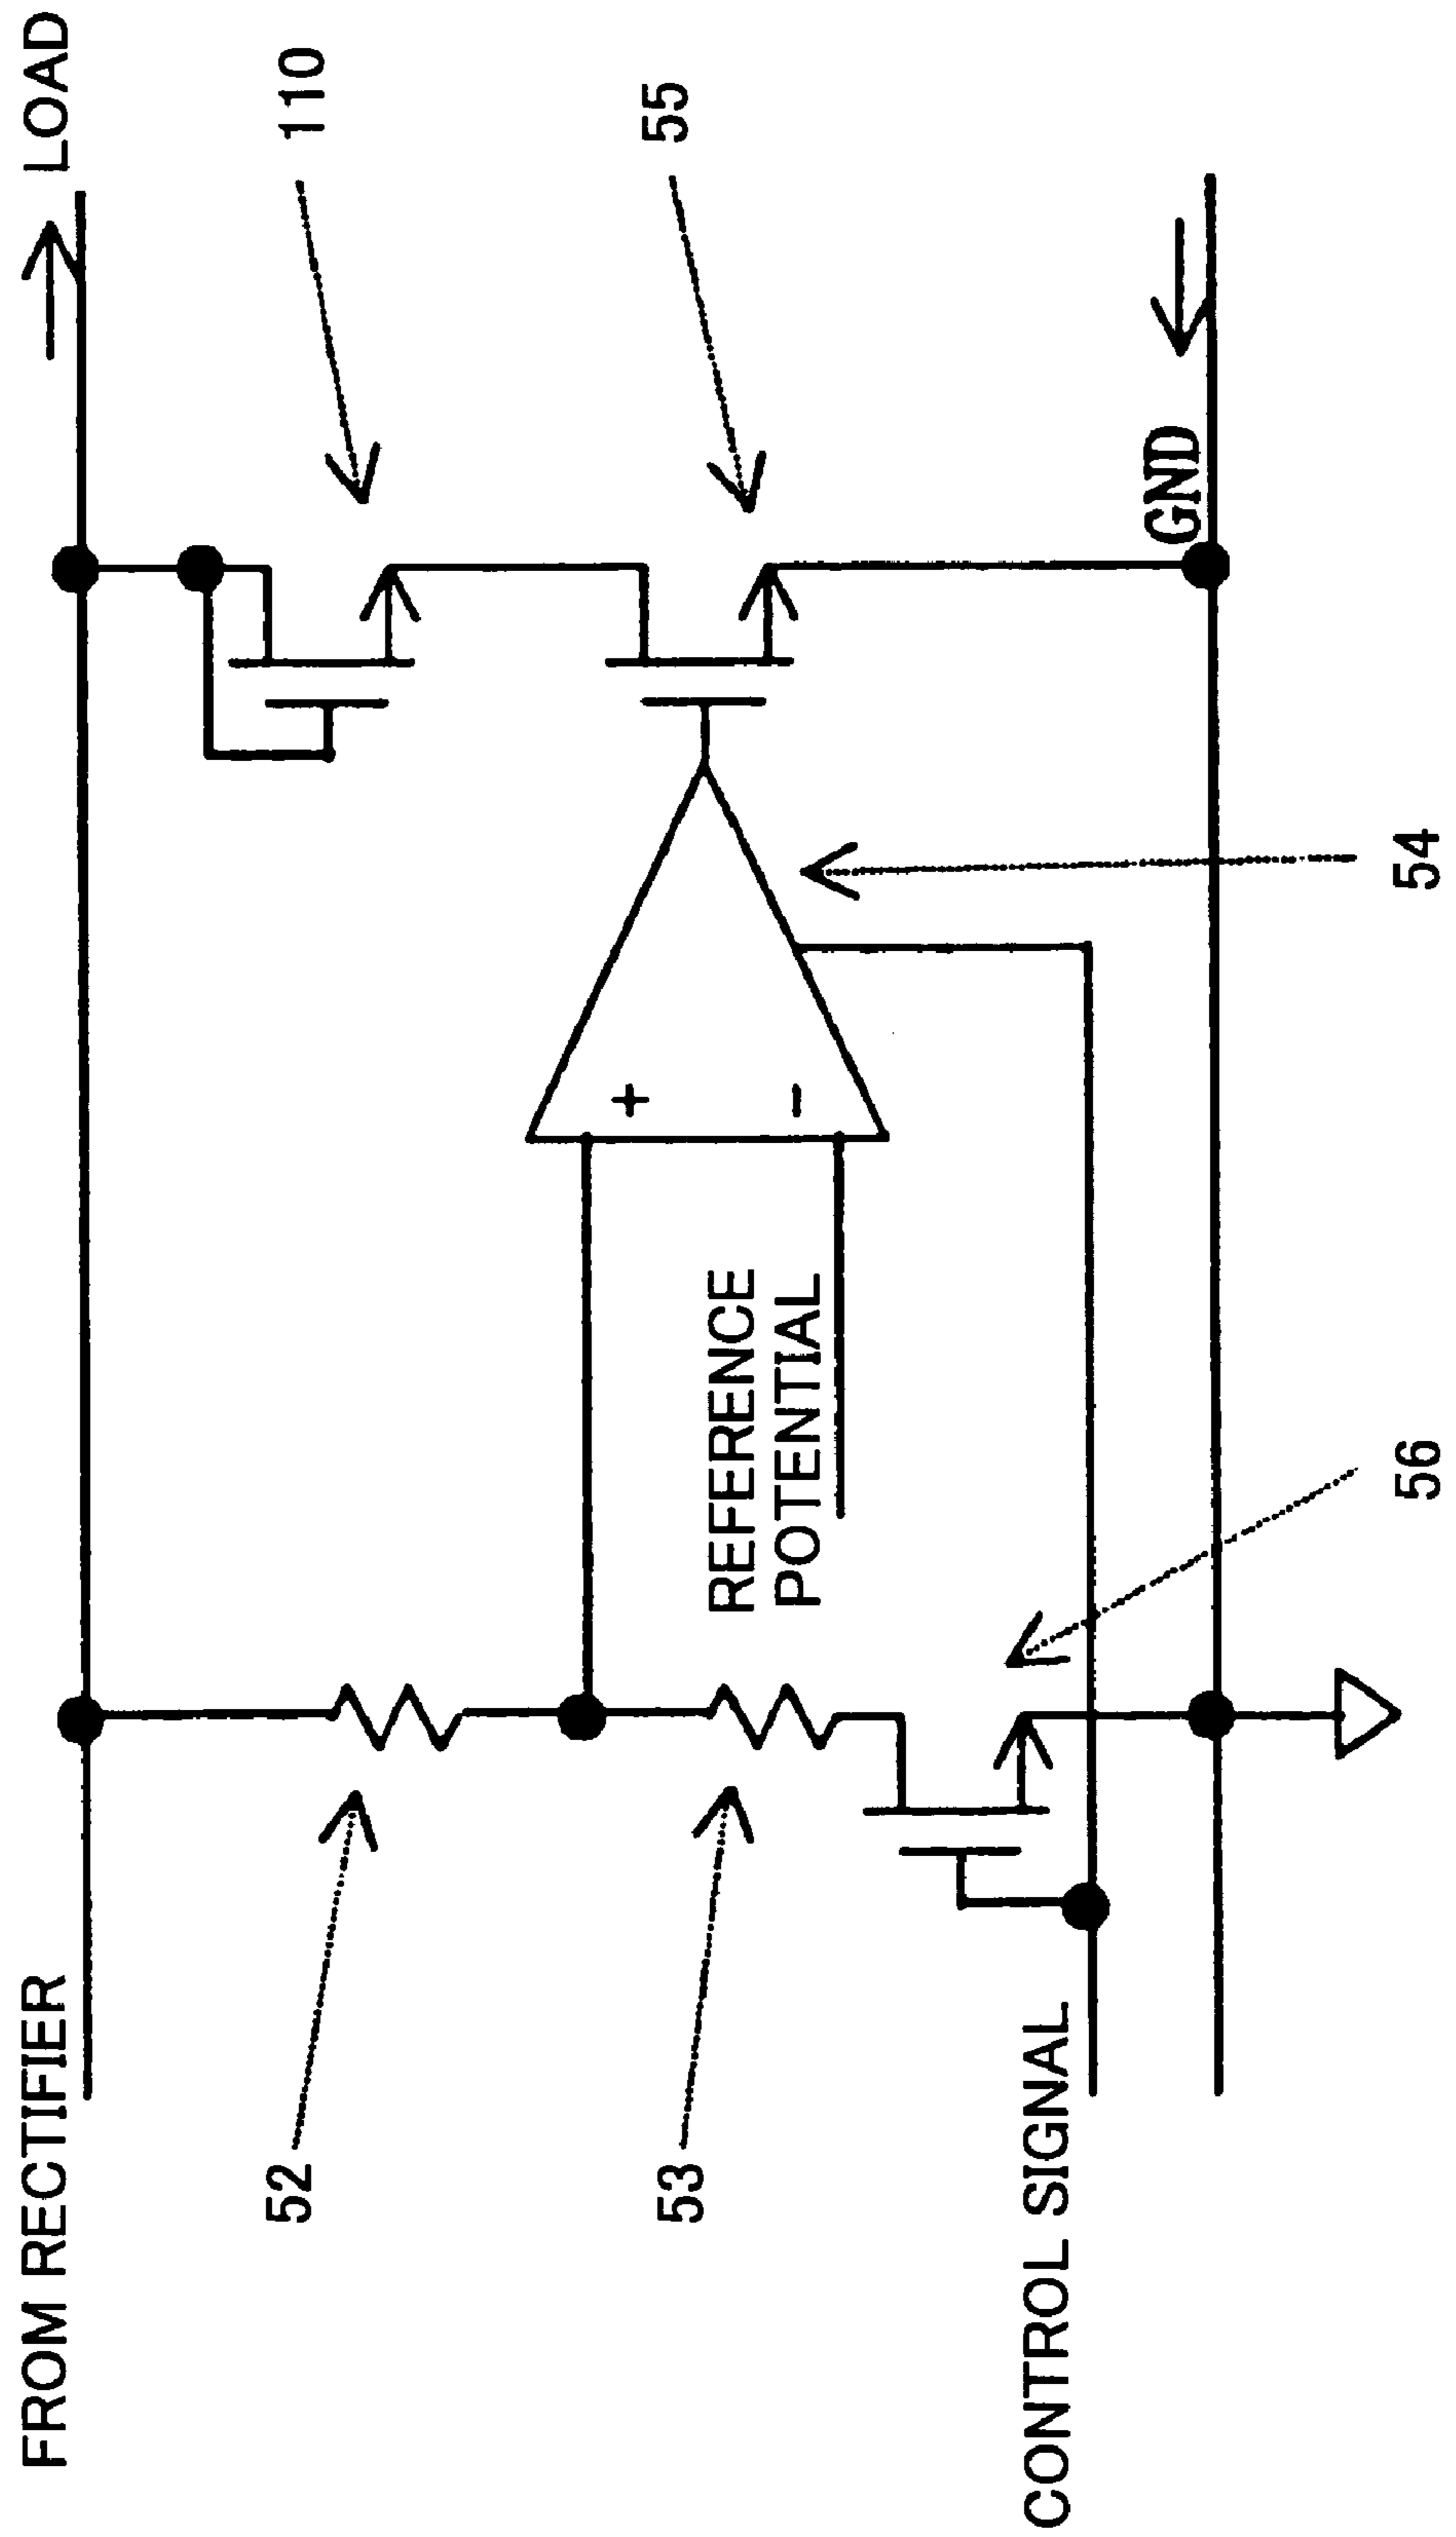 FROM RECTIFIER
LOAD
52
110
53
55
REFERENCE
POTENTIAL
+
-
CONTROL SIGNAL
GND
56
54